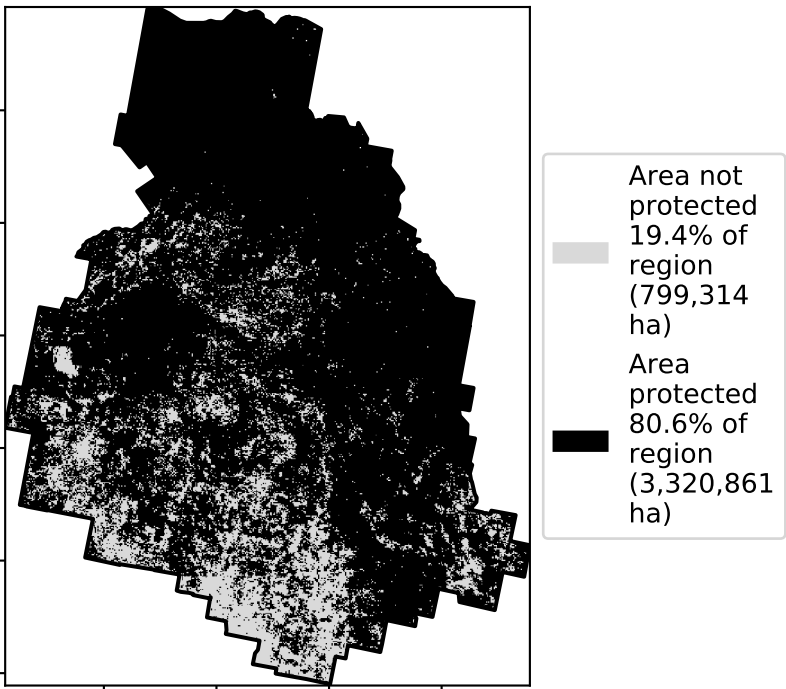 Area not
protected
19.4% of
region
(799,314
ha)
Area
protected
80.6% of
region
(3,320,861
ha)